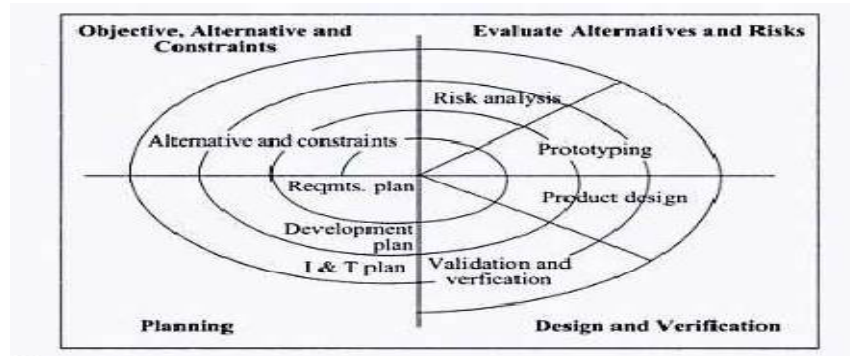 Objective, Alternative and
Constraints
Evaluate Alternatives and Risks
Risk analysis
Alternative and constraints
Prototyping
Reqmts. plan
Product design
Development
plan
I & T plan
Validation and
verfication
Planning
Design and Verification